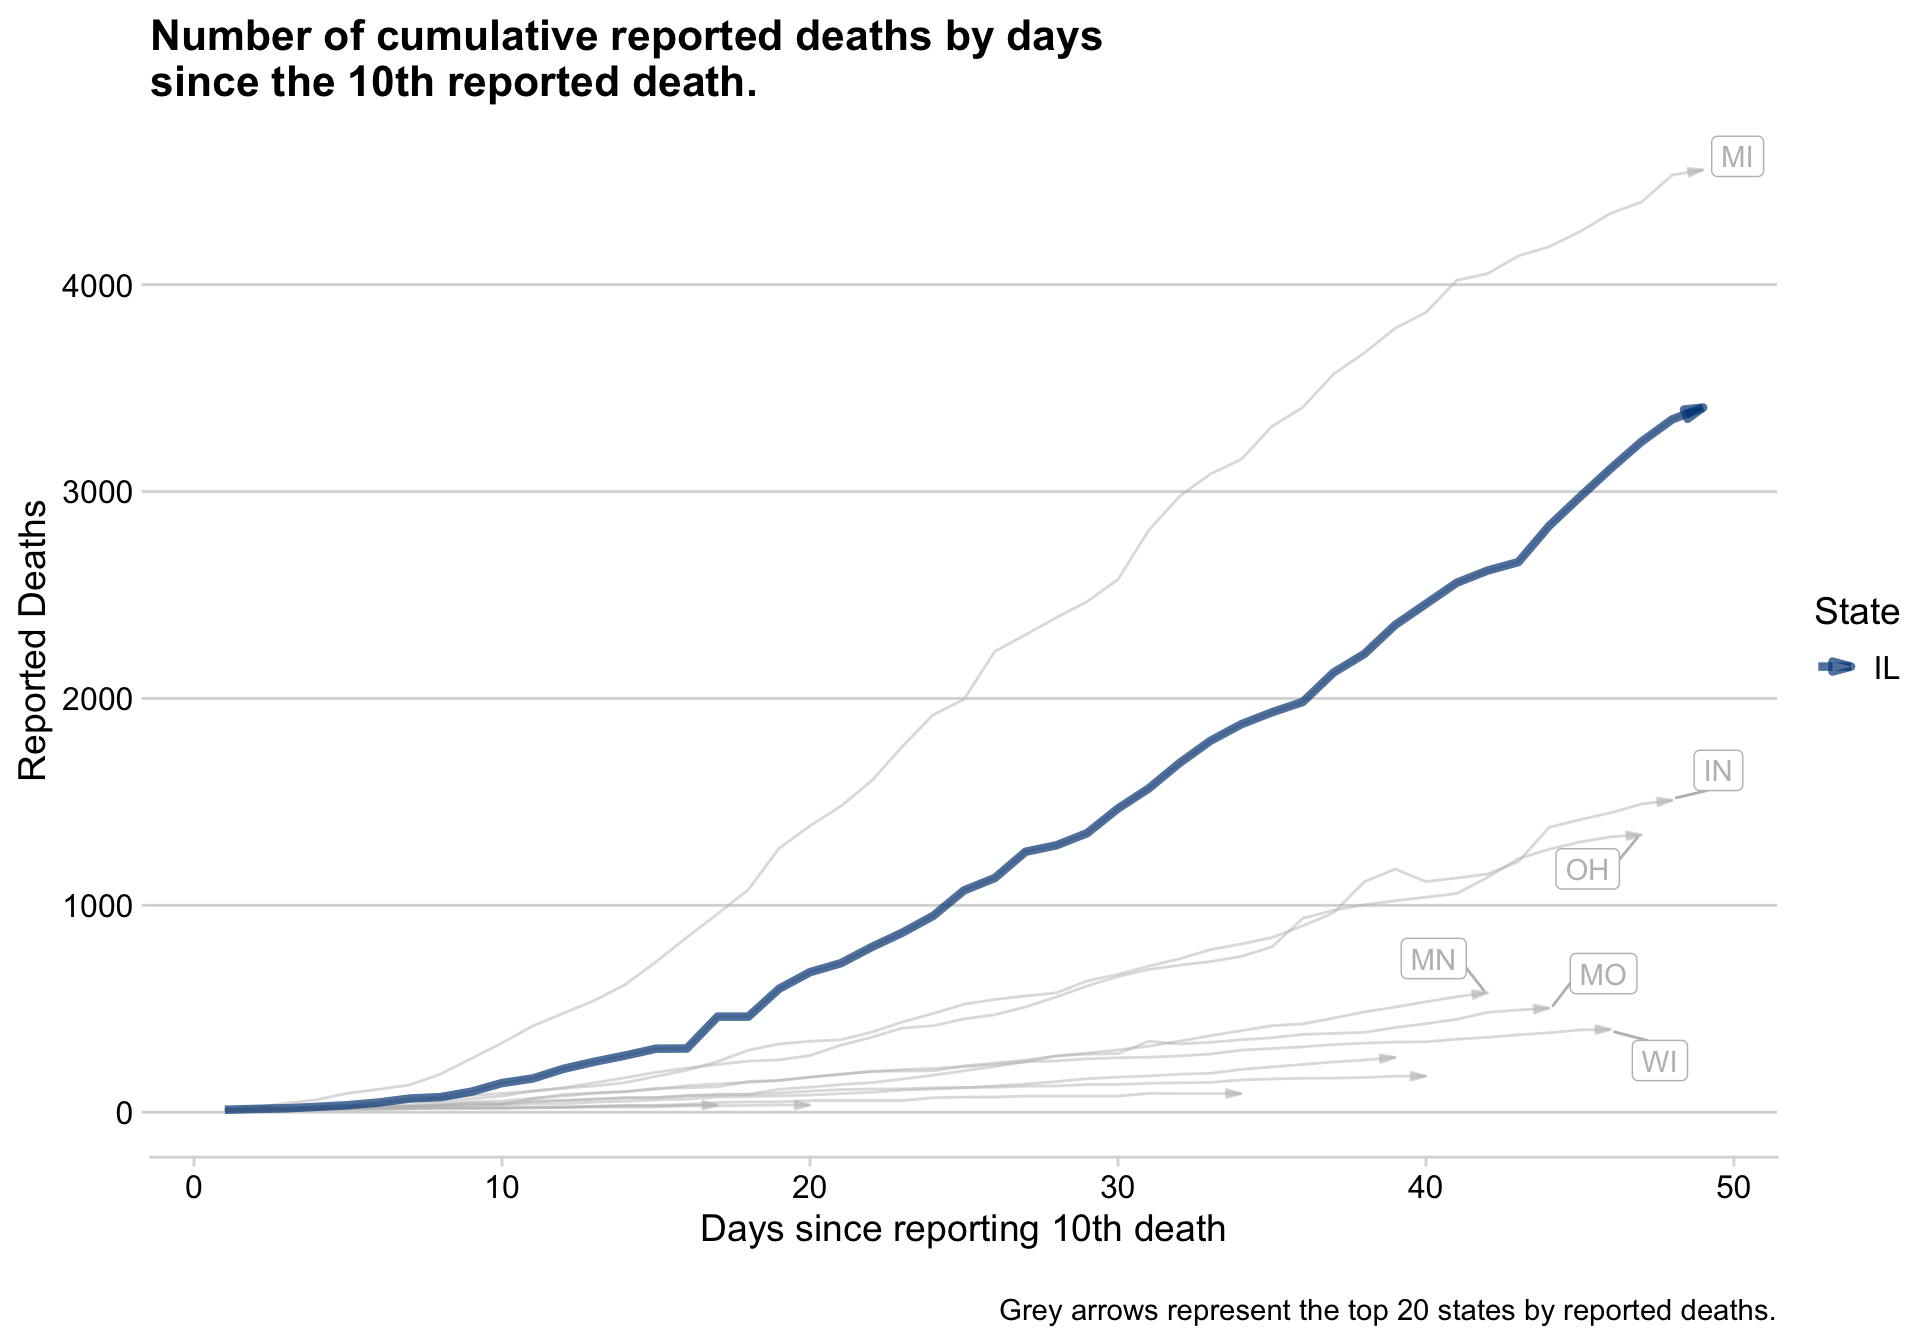 Number of cumulative reported deaths by days
since the 10th reported death.
MI
4000
3000
2000
1000
0
Reported Deaths
IN
OH
MN
MO
WI
State
IL
0 10 20 30 40 50
Days since reporting 10th death
Grey arrows represent the top 20 states by reported deaths.